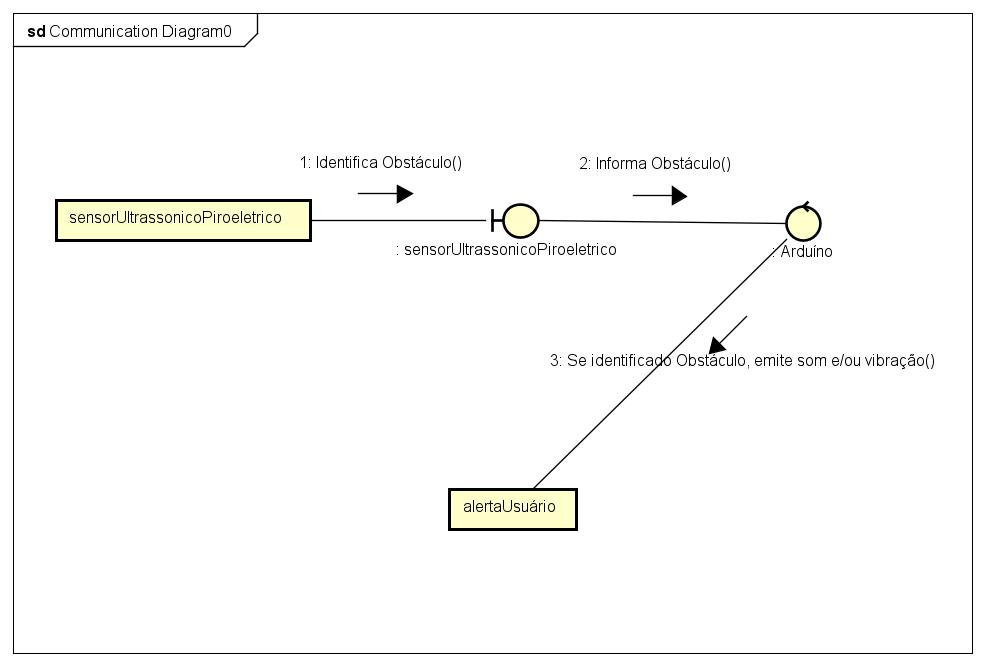 sd Communication Diagram0
1: Identifica Obstáculo()
2: Informa Obstáculo()
sensorUltrassonicoPiroeletrico
: sensorUltrassonicoPiroeletrico
: Arduíno
3: Se identificado Obstáculo, emite som e/ou vibração()
alertaUsuário